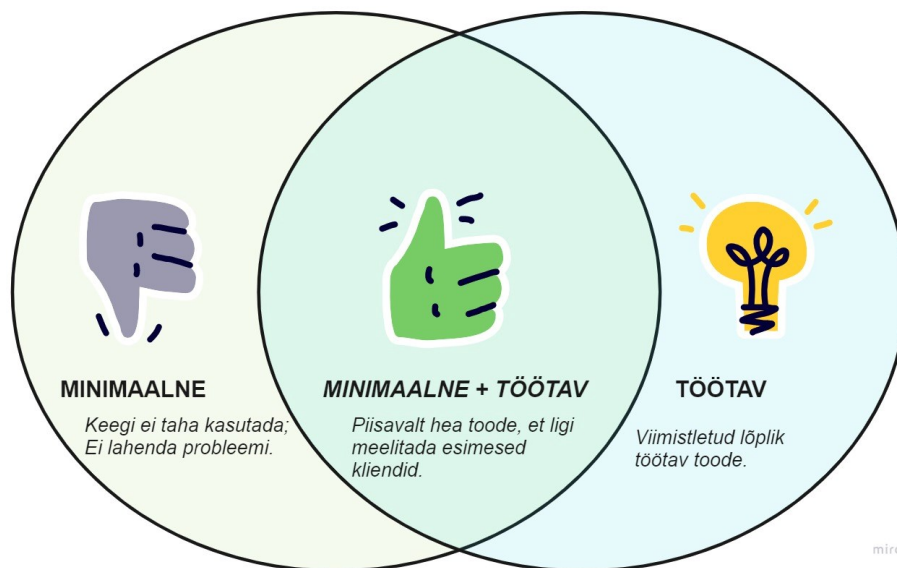 MINIMAALNE
Keegi ei taha kasutada;
Ei lahenda probleemi.
MINIMAALNE + TÖÖTAV
Piisavalt hea toode, et ligi
meelitada esimesed
kliendid.
TÖÖTAV
Viimistletud lõplik
töötav toode.